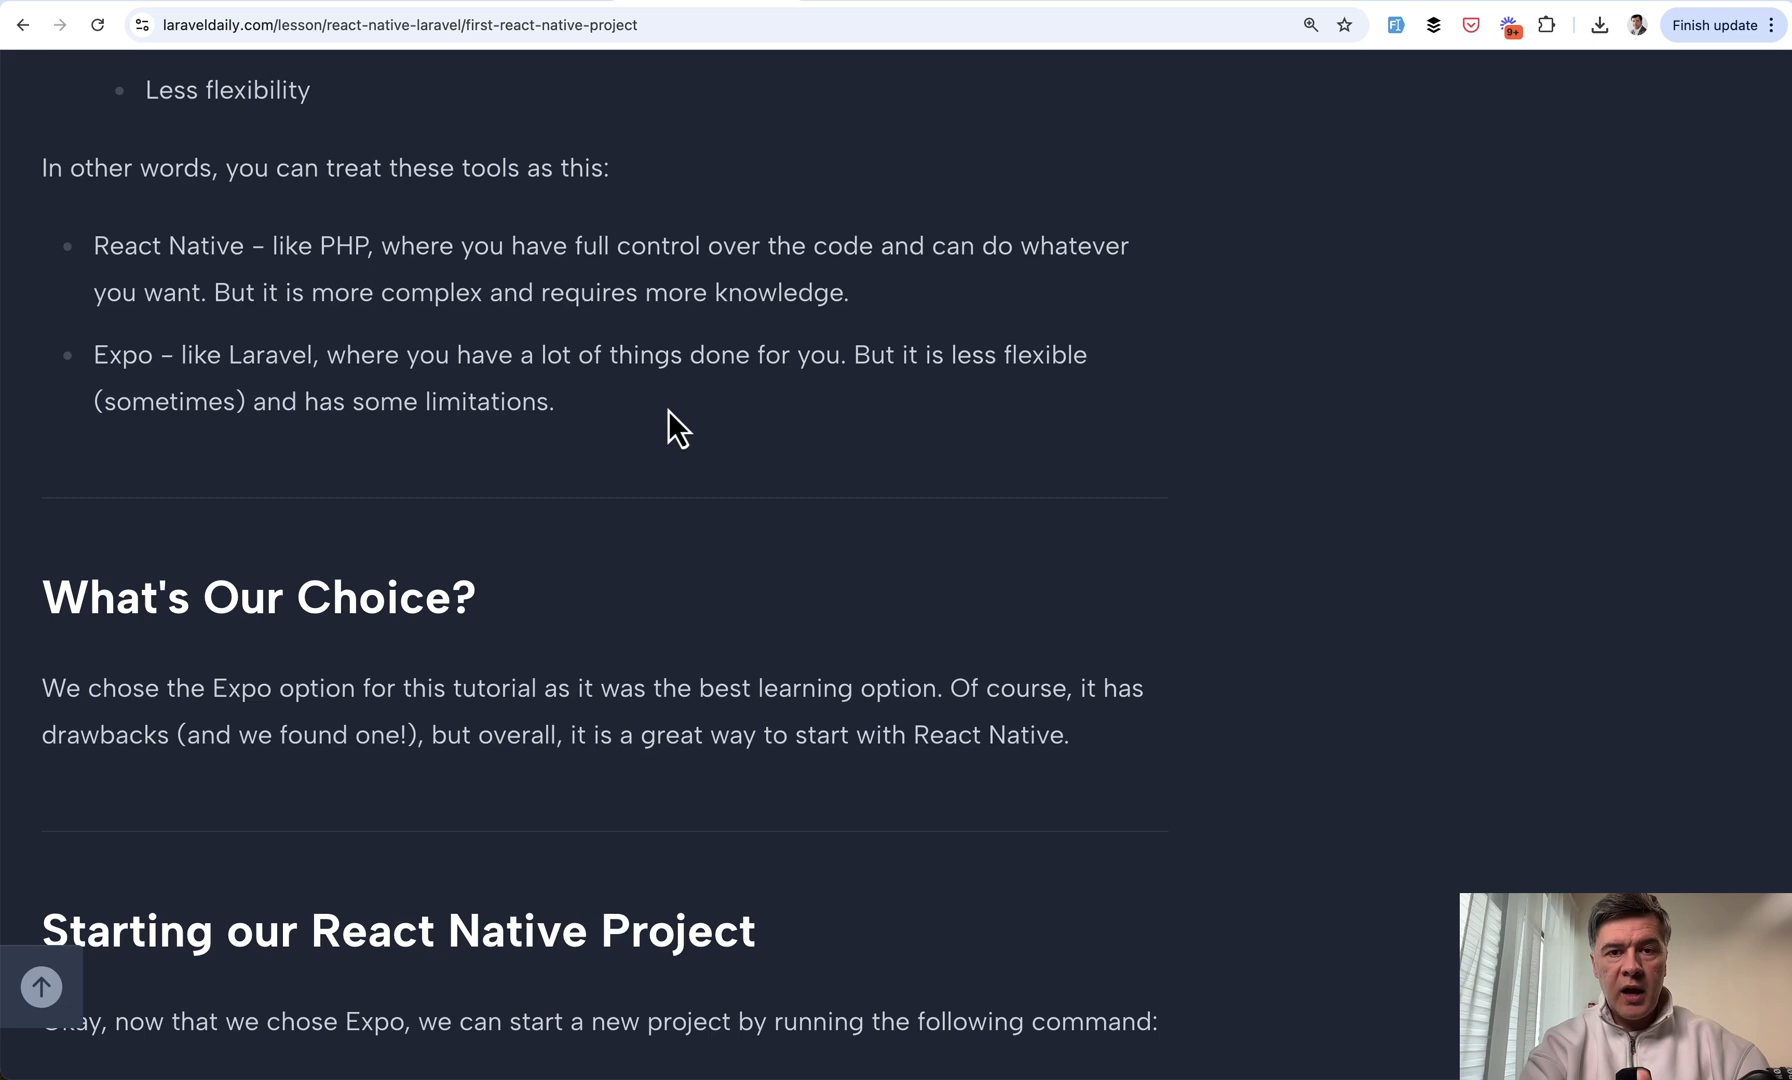 laraveldaily.com/lesson/react-native-laravel/first-react-native-project
9+
Finish update
Less flexibility
In other words, you can treat these tools as this:
React Native - like PHP, where you have full control over the code and can do whatever
you want. But it is more complex and requires more knowledge.
Expo - like Laravel, where you have a lot of things done for you. But it is less flexible
(sometimes) and has some limitations.
What's Our Choice?
We chose the Expo option for this tutorial as it was the best learning option. Of course, it has
drawbacks (and we found one!), but overall, it is a great way to start with React Native.
Starting our React Native Project
Okay, now that we chose Expo, we can start a new project by running the following command: